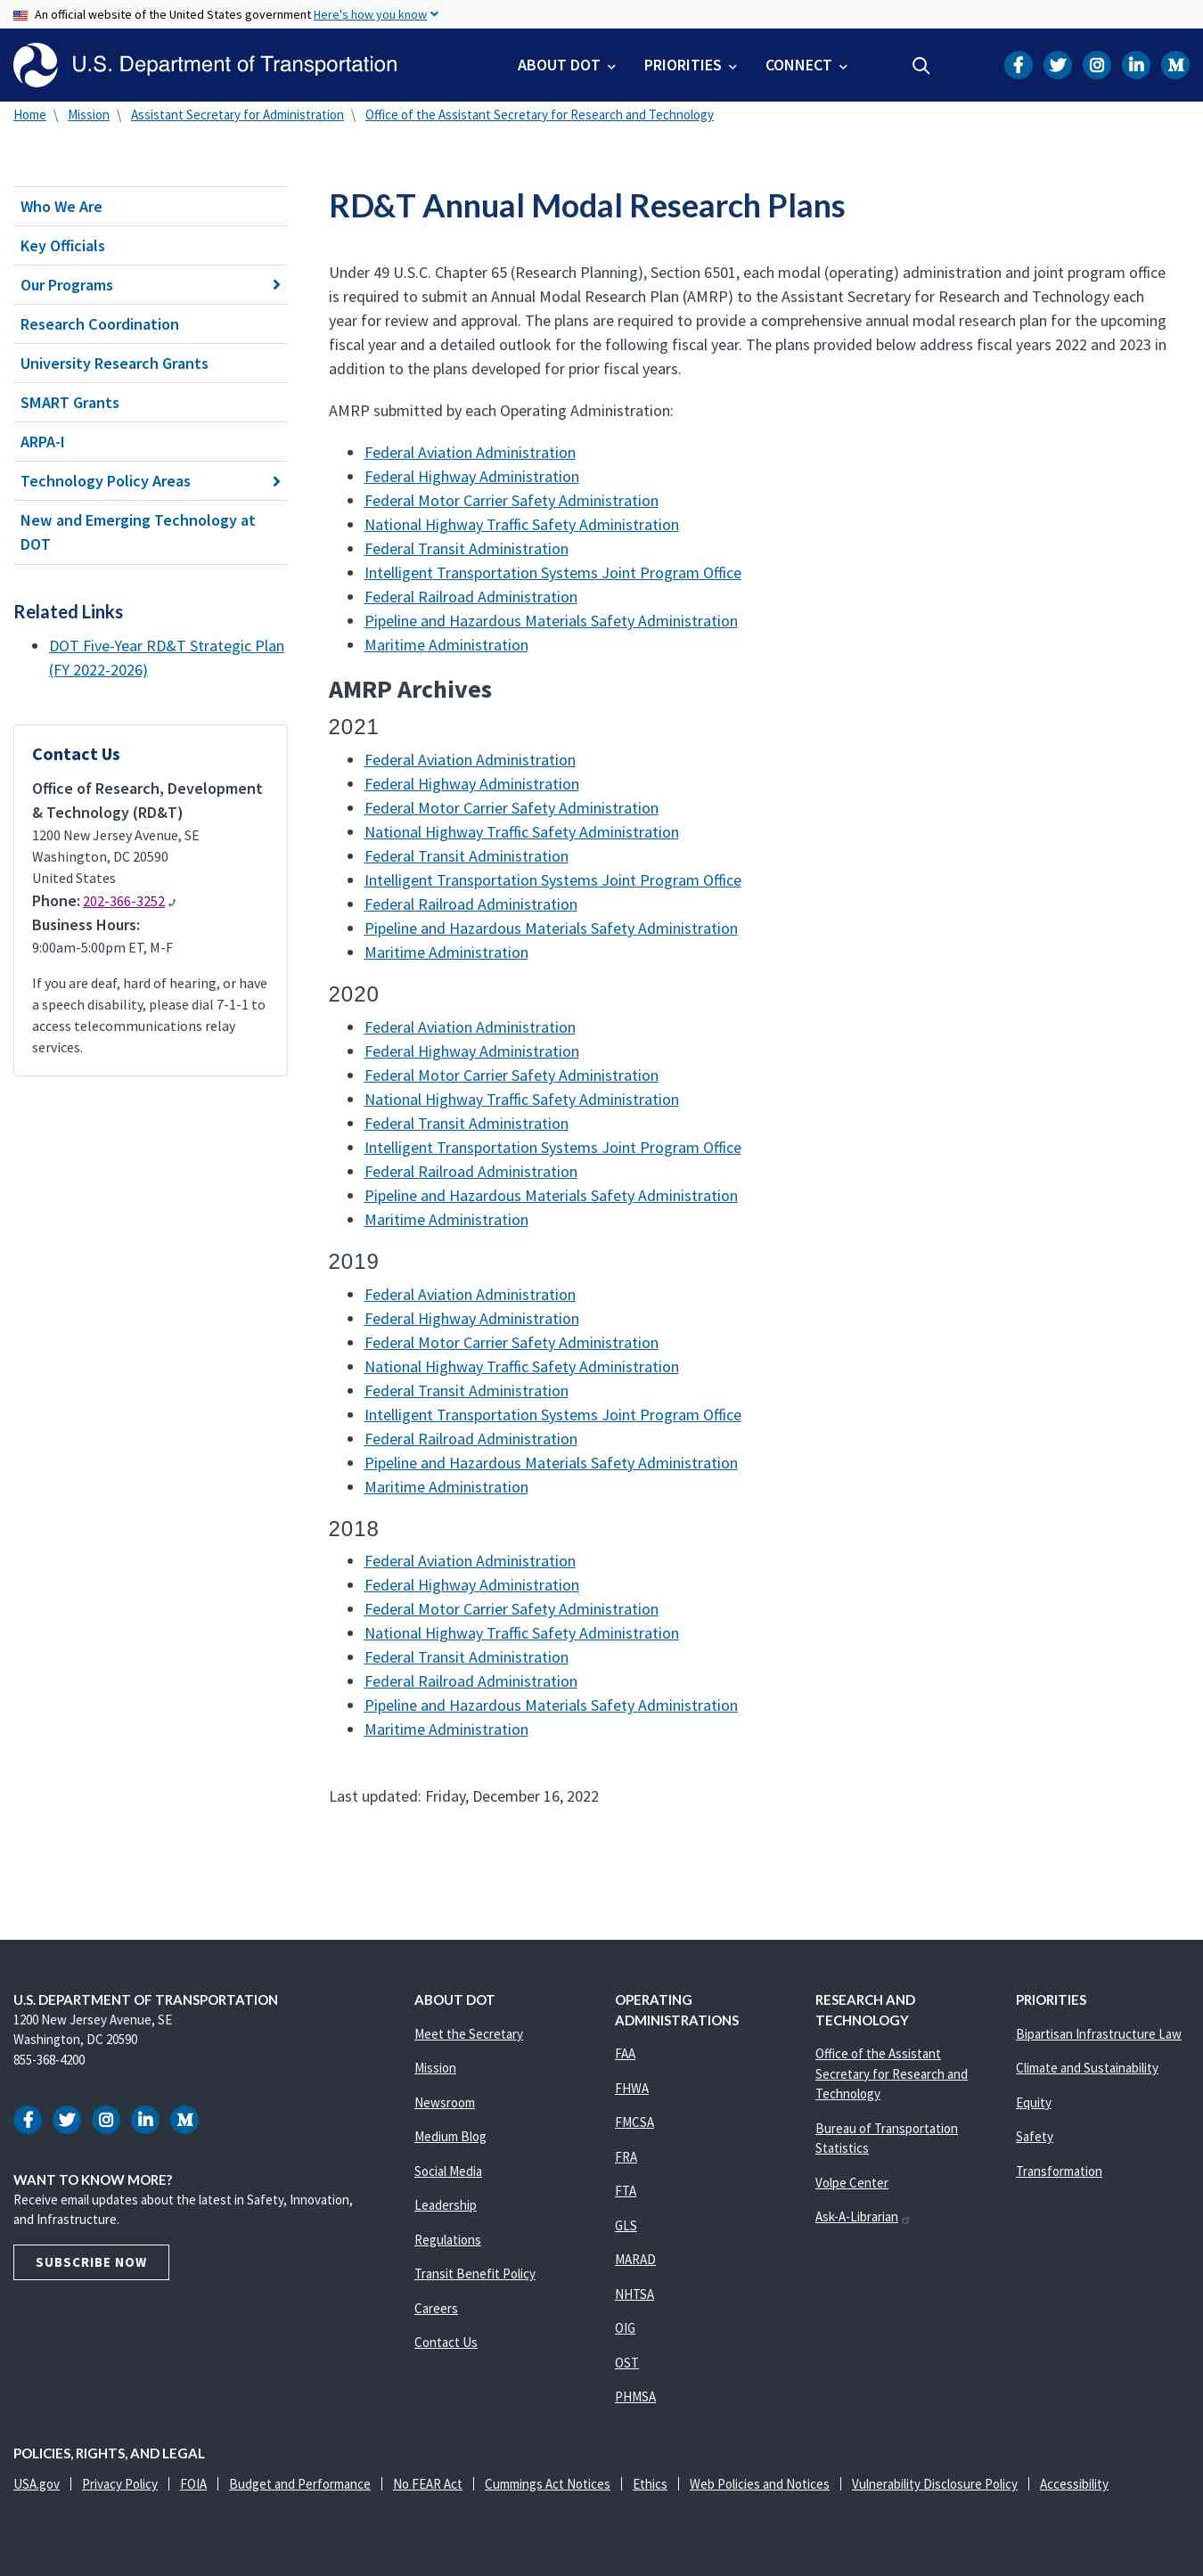 An official website of the United States government Here's how you know
U.S. Department of Transportation
ABOUT DOT
PRIORITIES
CONNECT
Home \ Mission \ Assistant Secretary for Administration \ Office of the Assistant Secretary for Research and Technology
Who We Are
Key Officials
Our Programs
Research Coordination
University Research Grants
SMART Grants
ARPA-I
Technology Policy Areas
New and Emerging Technology at
DOT
Related Links
• DOT Five-Year RD&T Strategic Plan
(FY 2022-2026)
Contact Us
Office of Research, Development
& Technology (RD&T)
1200 New Jersey Avenue, SE
Washington, DC 20590
United States
Phone: 202-366-3252
Business Hours:
9:00am-5:00pm ET, M-F
If you are deaf, hard of hearing, or have
a speech disability, please dial 7-1-1 to
access telecommunications relay
services.
RD&T Annual Modal Research Plans
Under 49 U.S.C. Chapter 65 (Research Planning), Section 6501, each modal (operating) administration and joint program office
is required to submit an Annual Modal Research Plan (AMRP) to the Assistant Secretary for Research and Technology each
year for review and approval. The plans are required to provide a comprehensive annual modal research plan for the upcoming
fiscal year and a detailed outlook for the following fiscal year. The plans provided below address fiscal years 2022 and 2023 in
addition to the plans developed for prior fiscal years.
AMRP submitted by each Operating Administration:
• Federal Aviation Administration
• Federal Highway Administration
• Federal Motor Carrier Safety Administration
• National Highway Traffic Safety Administration
• Federal Transit Administration
• Intelligent Transportation Systems Joint Program Office
• Federal Railroad Administration
• Pipeline and Hazardous Materials Safety Administration
• Maritime Administration
AMRP Archives
2021
• Federal Aviation Administration
• Federal Highway Administration
• Federal Motor Carrier Safety Administration
• National Highway Traffic Safety Administration
• Federal Transit Administration
• Intelligent Transportation Systems Joint Program Office
• Federal Railroad Administration
• Pipeline and Hazardous Materials Safety Administration
• Maritime Administration
2020
• Federal Aviation Administration
• Federal Highway Administration
• Federal Motor Carrier Safety Administration
• National Highway Traffic Safety Administration
• Federal Transit Administration
• Intelligent Transportation Systems Joint Program Office
• Federal Railroad Administration
• Pipeline and Hazardous Materials Safety Administration
• Maritime Administration
2019
• Federal Aviation Administration
• Federal Highway Administration
• Federal Motor Carrier Safety Administration
• National Highway Traffic Safety Administration
• Federal Transit Administration
• Intelligent Transportation Systems Joint Program Office
• Federal Railroad Administration
• Pipeline and Hazardous Materials Safety Administration
• Maritime Administration
2018
• Federal Aviation Administration
• Federal Highway Administration
• Federal Motor Carrier Safety Administration
• National Highway Traffic Safety Administration
• Federal Transit Administration
• Federal Railroad Administration
• Pipeline and Hazardous Materials Safety Administration
• Maritime Administration
Last updated: Friday, December 16, 2022
U.S. DEPARTMENT OF TRANSPORTATION
1200 New Jersey Avenue, SE
Washington, DC 20590
855-368-4200
WANT TO KNOW MORE?
Receive email updates about the latest in Safety, Innovation,
and Infrastructure.
SUBSCRIBE NOW
ABOUT DOT
Meet the Secretary
Mission
Newsroom
Medium Blog
Social Media
Leadership
Regulations
Transit Benefit Policy
Careers
Contact Us
OPERATING
ADMINISTRATIONS
FAA
FHWA
FMCSA
FRA
FTA
GLS
MARAD
NHTSA
OIG
OST
PHMSA
RESEARCH AND
TECHNOLOGY
Office of the Assistant
Secretary for Research and
Technology
Bureau of Transportation
Statistics
Volpe Center
Ask-A-Librarian
PRIORITIES
Bipartisan Infrastructure Law
Climate and Sustainability
Equity
Safety
Transformation
POLICIES, RIGHTS, AND LEGAL
USA.gov | Privacy Policy | FOIA | Budget and Performance | No FEAR Act | Cummings Act Notices | Ethics | Web Policies and Notices | Vulnerability Disclosure Policy | Accessibility